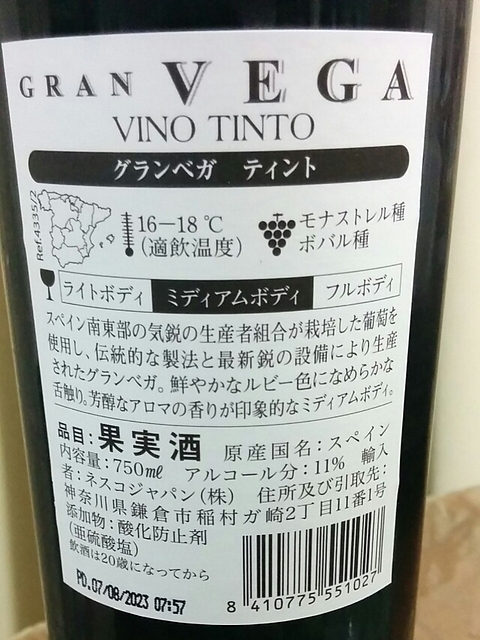 GRAN VEGA
VINO TINTO
グランベガ ティント
Ref.4335/2
16−18℃
(適飲温度)
モナストレル種
ボバル種
ライトボディ ミディアムボディ フルボディ
スペイン南東部の気鋭の生産者組合が栽培した葡萄を
使用し、伝統的な製法と最新鋭の設備により生産
されたグランベガ。鮮やかなルビー色になめらかな
舌触り。芳醇なアロマの香りが印象的なミディアムボディ。
品目:果実酒 原産国名:スペイン
内容量:750ml アルコール分:11% 輸入
者:ネスコジャパン(株) 住所及び引取先:
神奈川県鎌倉市稲村ガ崎2丁目11番1号
添加物:酸化防止剤
(亜硫酸塩)
飲酒は20歳になってから
PD.07/08/2023 07:57
8 410775 551027